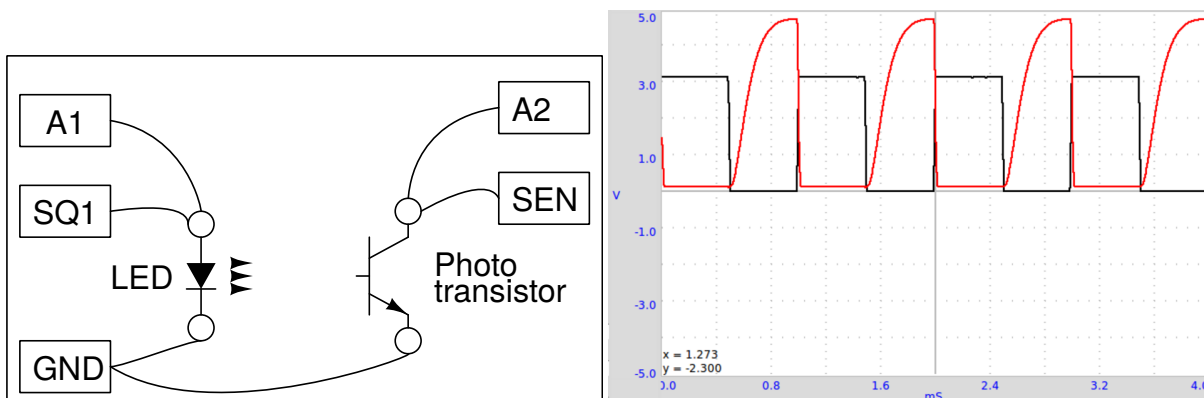 A1
SQ1
GND
LED
Photo
transistor
A2
SEN
5.0
3.0
1.0
V
-1.0
-3.0
-5.0
x = 1.273
y = -2.300
0.0
0.8
1.6
2.4
3.2
4.0
mS